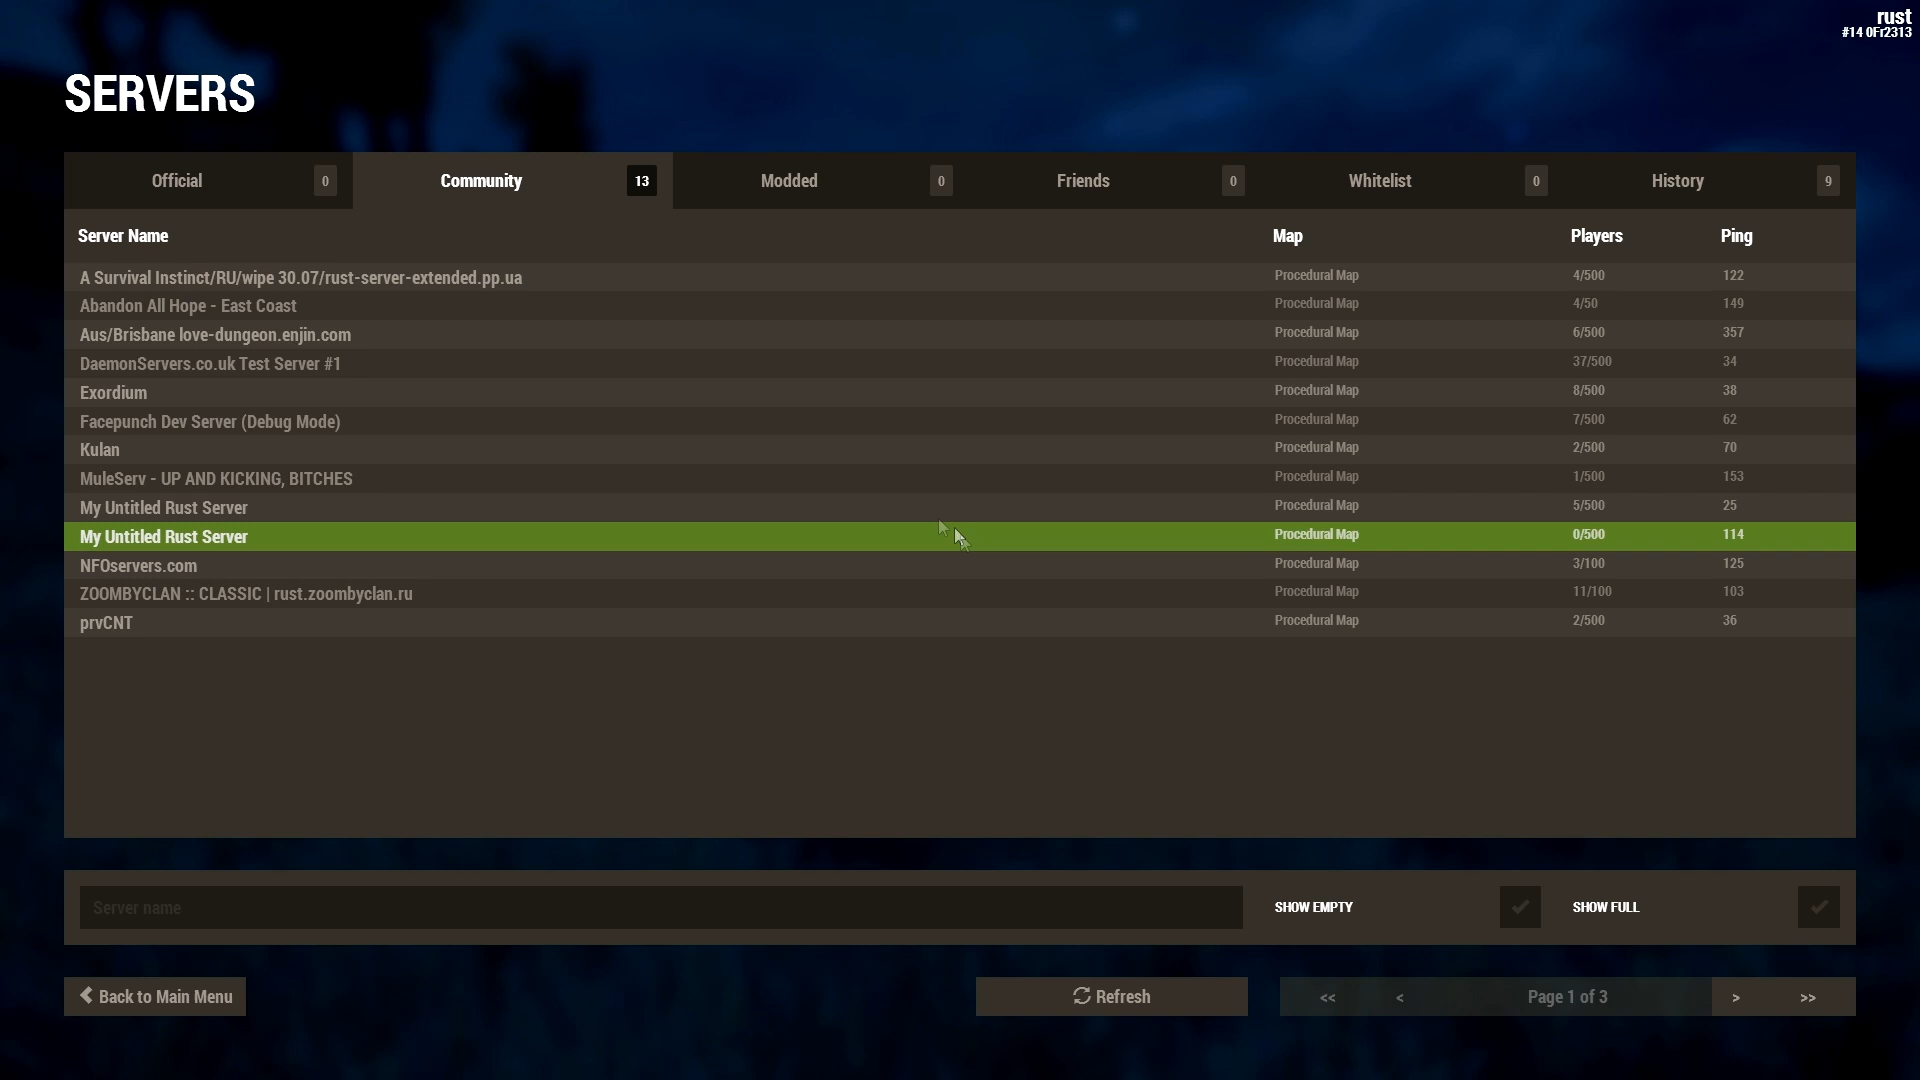 rust
#14 0Fr2313
SERVERS
Official 0 Community 13 Modded 0 Friends 0 Whitelist 0 History 9
Server Name Map Players Ping
A Survival Instinct/RU/wipe 30.07/rust-server-extended.pp.ua Procedural Map 4/500 122
Abandon All Hope - East Coast Procedural Map 4/50 149
Aus/Brisbane love-dungeon.enjin.com Procedural Map 6/500 357
DaemonServers.co.uk Test Server #1 Procedural Map 37/500 34
Exordium Procedural Map 8/500 38
Facepunch Dev Server (Debug Mode) Procedural Map 7/500 62
Kulan Procedural Map 2/500 70
MuleServ - UP AND KICKING, BITCHES Procedural Map 1/500 153
My Untitled Rust Server Procedural Map 5/500 25
My Untitled Rust Server Procedural Map 0/500 114
NFOservers.com Procedural Map 3/100 125
ZOOMBYCLAN :: CLASSIC | rust.zoombyclan.ru Procedural Map 11/100 103
prvCNT Procedural Map 2/500 36
Server name SHOW EMPTY SHOW FULL
Back to Main Menu Refresh << < Page 1 of 3 > >>